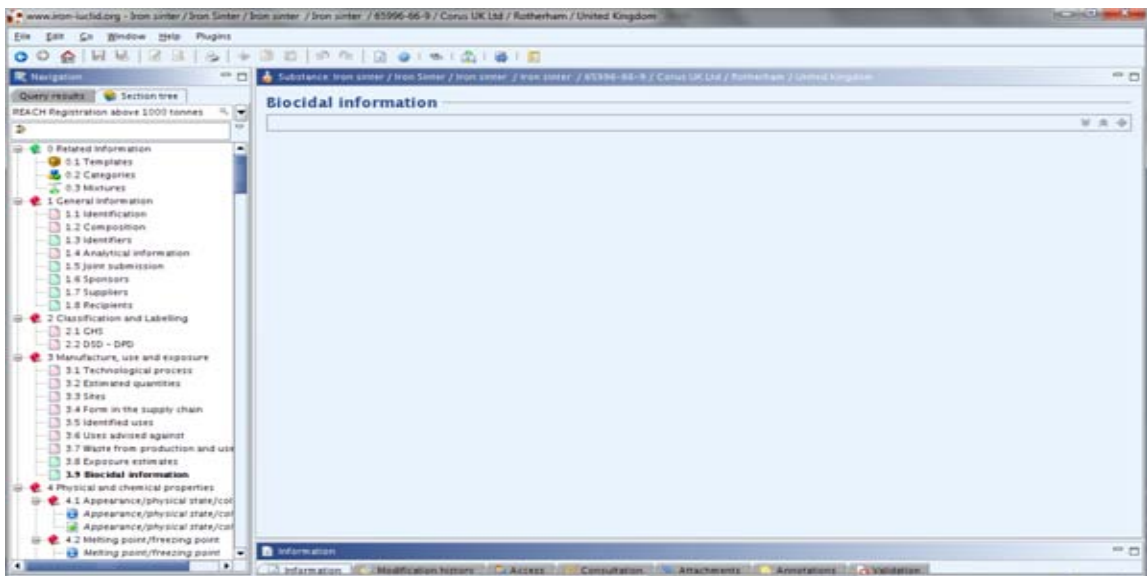 www.iron-iuclid.org - Iron sinter / Iron Sinter / Iron sinter / Iron sinter / 65996-66-9 / Corus UK Ltd / Rotherham / United Kingdom
File Edit Go Window Help Plugins
Navigation
Substance: Iron sinter / Iron Sinter / Iron sinter / Iron sinter / 65996-66-9 / Corus UK Ltd / Rotherham / United Kingdom
Query results Section tree
REACH Registration above 1000 tonnes
Biocidal information
0 Related Information
0.1 Templates
0.2 Categories
0.3 Mixtures
1 General Information
1.1 Identification
1.2 Composition
1.3 Identifiers
1.4 Analytical information
1.5 Joint submission
1.6 Sponsors
1.7 Suppliers
1.8 Recipients
2 Classification and Labelling
2.1 GHS
2.2 DSD - DPD
3 Manufacture, use and exposure
3.1 Technological process
3.2 Estimated quantities
3.3 Sites
3.4 Form in the supply chain
3.5 Identified uses
3.6 Uses advised against
3.7 Waste from production and use
3.8 Exposure estimates
3.9 Biocidal information
4 Physical and chemical properties
4.1 Appearance/physical state/col
Appearance/physical state/col
Appearance/physical state/col
4.2 Melting point/freezing point
Melting point/freezing point
Information
Information Modification history Access Consultation Attachments Annotations Validation